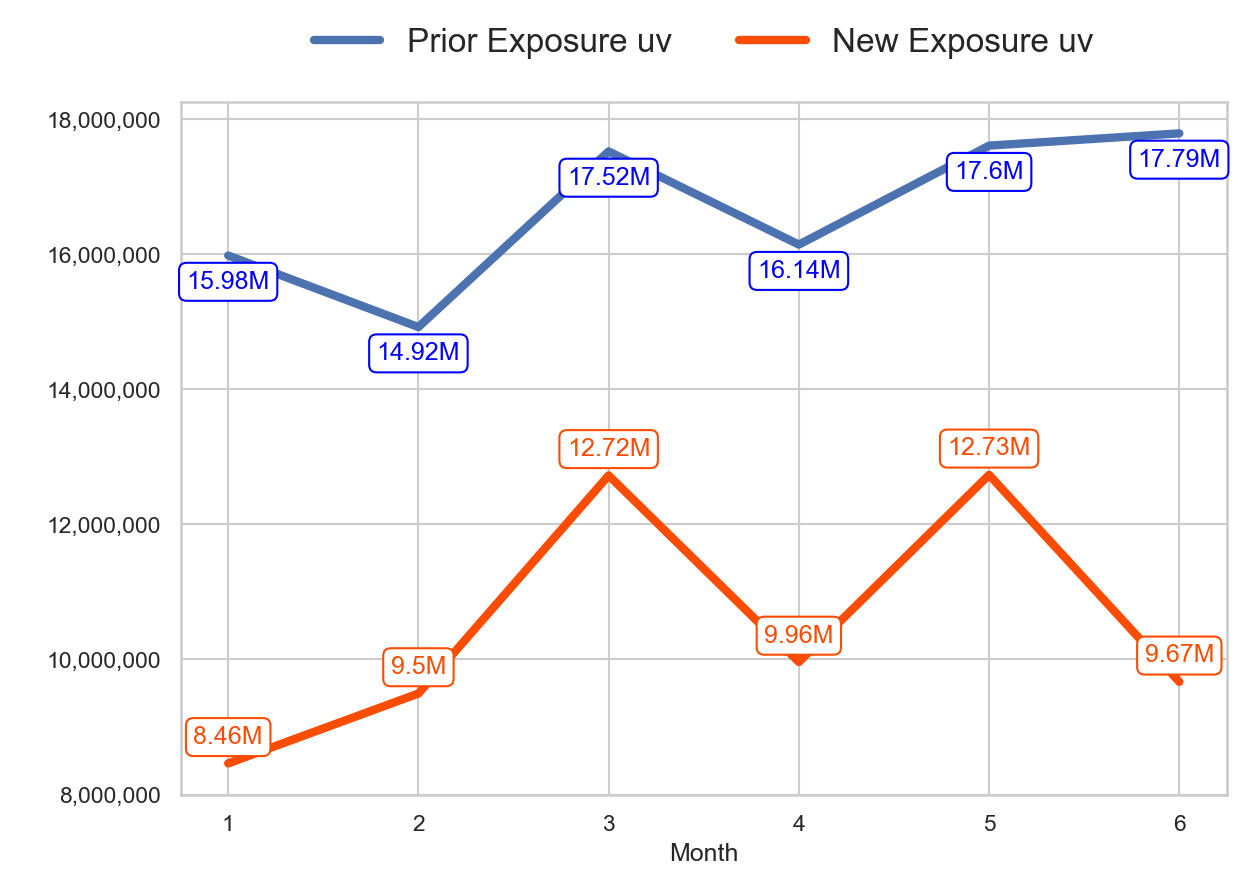 Prior Exposure uv New Exposure uv
18,000,000
17.79M
17.52M
17.6M
16,000,000
15.98M
16.14M
14.92M
14,000,000
12.72M
12.73M
12,000,000
9.96M
10,000,000
9.5M
9.67M
8.46M
8,000,000
1 2 3 4 5 6
Month